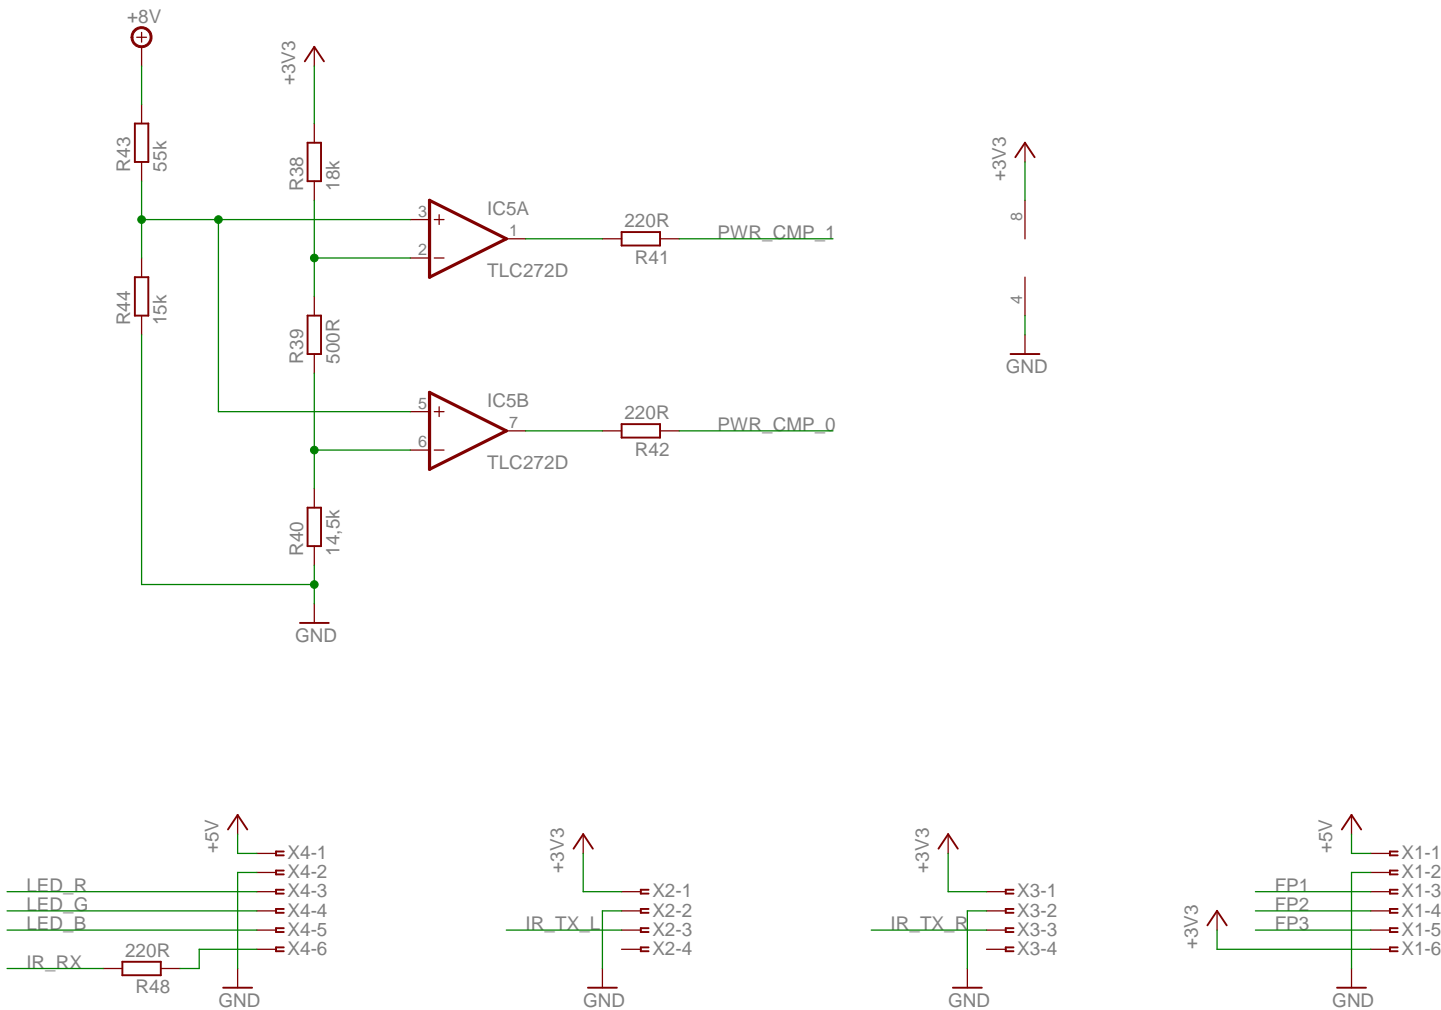 +8V
+3V3
R43
55k
R38
18k
+3V3
R44
15k
3
2
1
IC5A
TLC272D
220R
R41
PWR_CMP_1
8
4
GND
R39
500R
5
6
7
IC5B
TLC272D
220R
R42
PWR_CMP_0
R40
14,5k
GND
+5V
X4-1
X4-2
LED_R
X4-3
LED_G
X4-4
LED_B
X4-5
X4-6
IR_RX
220R
R48
GND
+3V3
X2-1
X2-2
IR_TX_L
X2-3
X2-4
GND
+3V3
X3-1
X3-2
IR_TX_R
X3-3
X3-4
GND
+5V
X1-1
X1-2
FP1
X1-3
FP2
X1-4
FP3
X1-5
+3V3
X1-6
GND